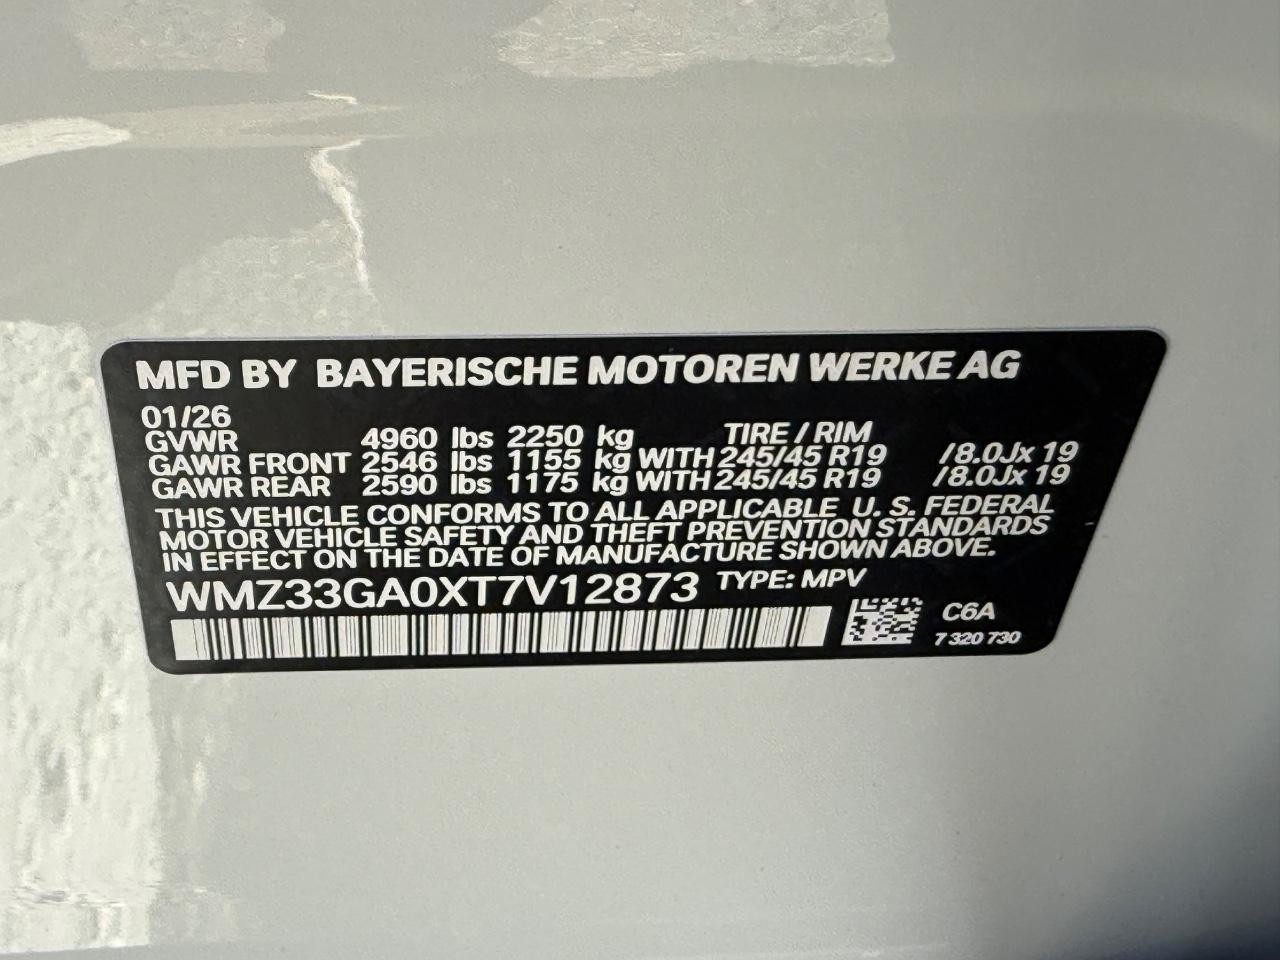 MFD BY BAYERISCHE MOTOREN WERKE AG
01/26
GVWR 4960 lbs 2250 kg TIRE / RIM
GAWR FRONT 2546 lbs 1155 kg WITH 245/45 R19 /8.0Jx 19
GAWR REAR 2590 lbs 1175 kg WITH 245/45 R19 /8.0Jx 19
THIS VEHICLE CONFORMS TO ALL APPLICABLE U. S. FEDERAL
MOTOR VEHICLE SAFETY AND THEFT PREVENTION STANDARDS
IN EFFECT ON THE DATE OF MANUFACTURE SHOWN ABOVE.
WMZ33GA0XT7V12873 TYPE: MPV
C6A
7 320 730